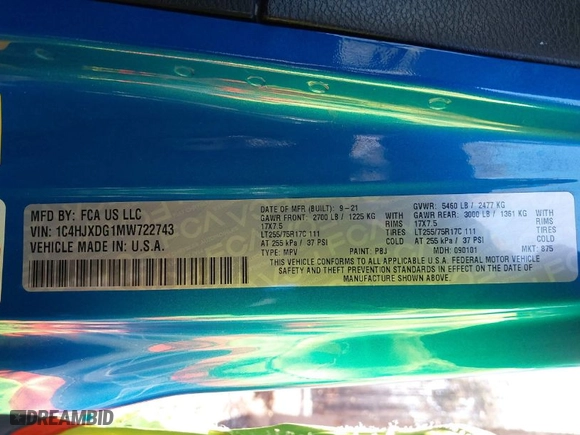 MFD BY: FCA US LLC
VIN: 1C4HJXDG1MW722743
VEHICLE MADE IN U.S.A.
DATE OF MFR (BUILT): 9-21
GVWR: 5460 LB / 2477 KG
GAWR FRONT: 2700 LB / 1225 KG WITH
17X7.5 RIMS
LT255/75R17C 111 TIRES
AT 255 kPa / 37 PSI
GAWR REAR: 3000 LB / 1361 KG WITH
17X7.5 RIMS
LT255/75R17C 111 TIRES
AT 255 kPa / 37 PSI
TYPE: MPV PAINT: PBJ MDH: 090101 MKT: B75
THIS VEHICLE CONFORMS TO ALL APPLICABLE U.S.A. FEDERAL MOTOR VEHICLE
SAFETY AND THEFT PREVENTION STANDARDS IN EFFECT ON THE DATE OF
MANUFACTURE SHOWN ABOVE.
DREAMBID